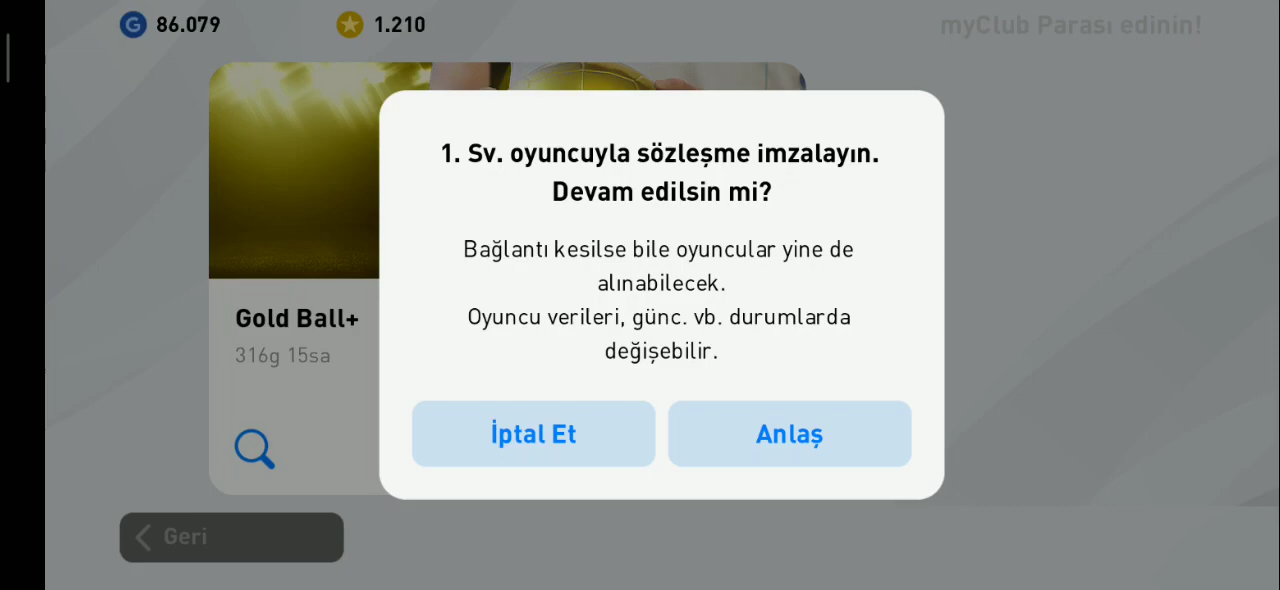 86.079
1.210
myClub Parası edinin!
1. Sv. oyuncuyla sözleşme imzalayın.
Devam edilsin mi?
Bağlantı kesilse bile oyuncular yine de
alınabilecek.
Oyuncu verileri, günc. vb. durumlarda
değişebilir.
Gold Ball+
316g 15sa
İptal Et
Anlaş
Geri